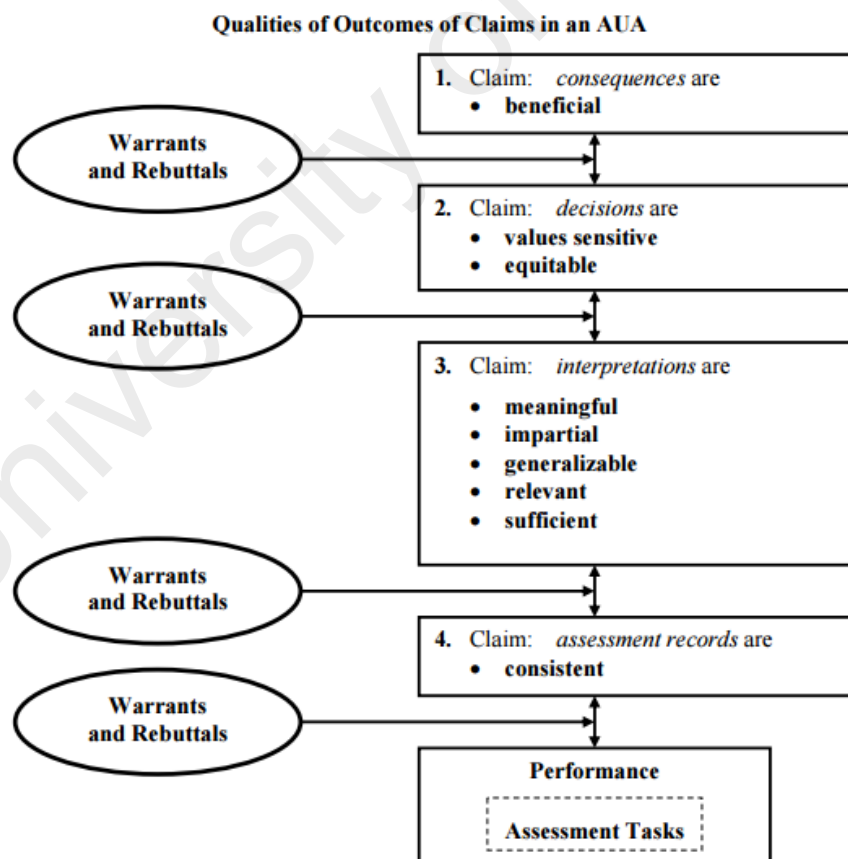 Qualities of Outcomes of Claims in an AUA
1. Claim: consequences are
• beneficial
Warrants
and Rebuttals
2. Claim: decisions are
• values sensitive
• equitable
Warrants
and Rebuttals
3. Claim: interpretations are
• meaningful
• impartial
• generalizable
• relevant
• sufficient
Warrants
and Rebuttals
4. Claim: assessment records are
• consistent
Warrants
and Rebuttals
Performance
Assessment Tasks
University o